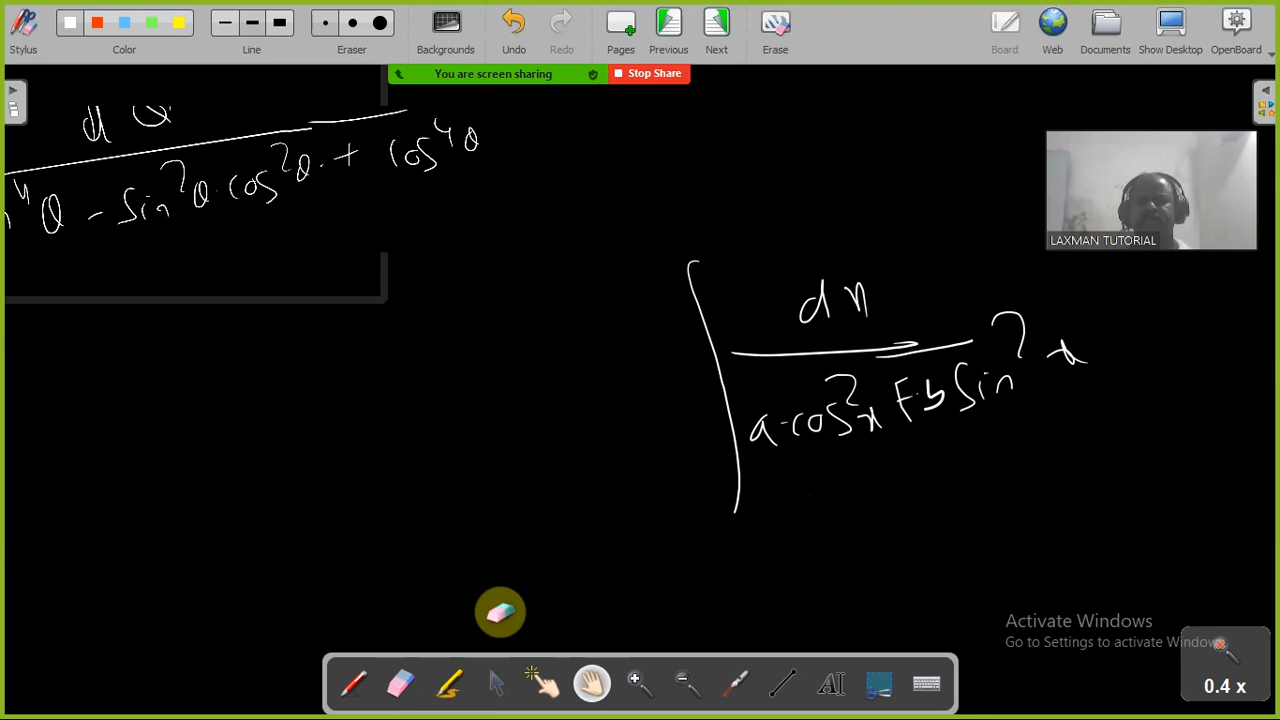 Stylus Color Line Eraser Backgrounds Undo Redo Pages Previous Next Erase Board Web Documents Show Desktop OpenBoard
You are screen sharing Stop Share
dθ
4θ - sin²θ·cos²θ + cos⁴θ
LAXMAN TUTORIAL
∫ dx
a·cos²x + b sin²x
Activate Windows
Go to Settings to activate Windows
AI
0.4 x